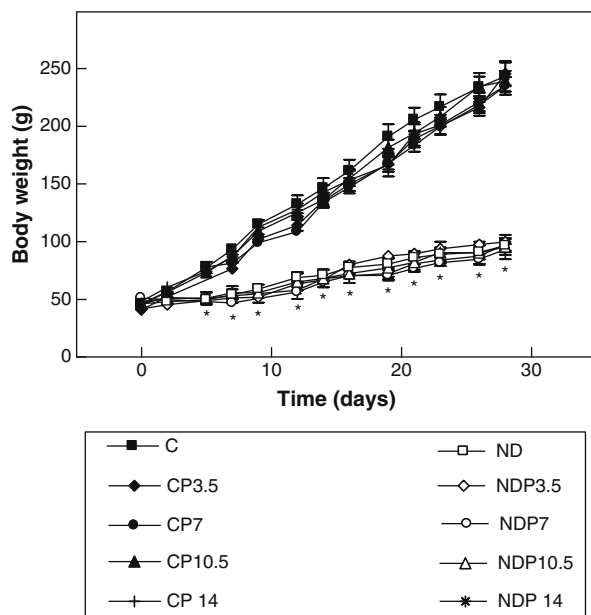 250
200
150
100
50
0
Body weight (g)
* * * * * * * * * * *
0 10 20 30
Time (days)
C ND
CP3.5 NDP3.5
CP7 NDP7
CP10.5 NDP10.5
CP 14 NDP 14